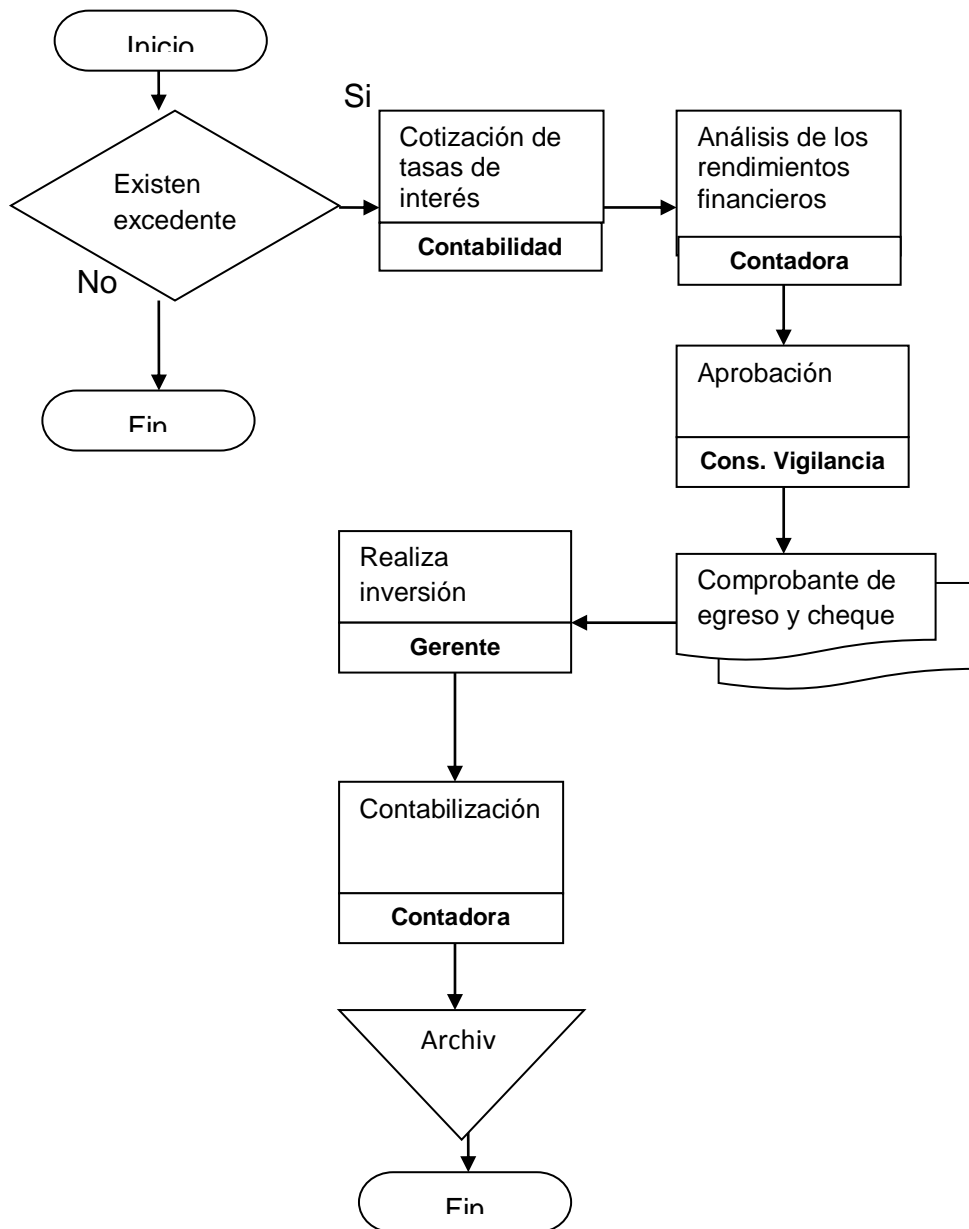 Inicio
Si
Cotización de
tasas de
interés
Contabilidad
Análisis de los
rendimientos
financieros
Contadora
Existen
excedente
No
Fin
Aprobación
Cons. Vigilancia
Comprobante de
egreso y cheque
Realiza
inversión
Gerente
Contabilización
Contadora
Archiv
Fin